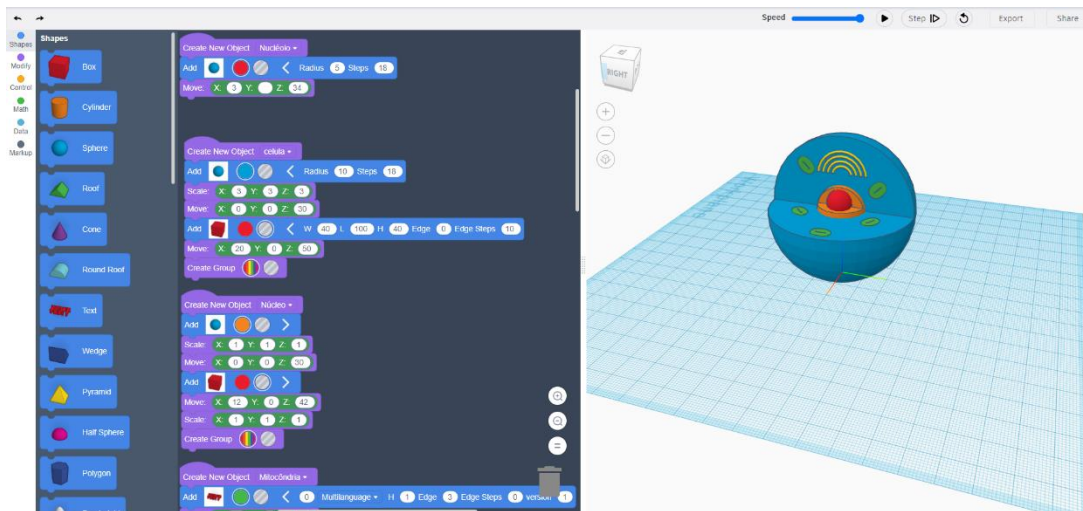 Speed Step Export Share
Shapes
Modify
Control
Math
Data
Markup
Shapes
Box
Cylinder
Sphere
Roof
Cone
Round Roof
Text
Wedge
Pyramid
Half Sphere
Polygon
Create New Object Nucléolo
Add Radius 5 Steps 18
Move: X: 3 Y: Z: 34
Create New Object celula
Add Radius 10 Steps 18
Scale: X: 3 Y: 3 Z: 3
Move: X: 0 Y: 0 Z: 30
Add W 40 L 100 H 40 Edge 0 Edge Steps 10
Move: X: 20 Y: 0 Z: 50
Create Group
Create New Object Núcleo
Add
Scale: X: 1 Y: 1 Z: 1
Move: X: 0 Y: 0 Z: 30
Add
Move: X: 12 Y: 0 Z: 42
Scale: X: 1 Y: 1 Z: 1
Create Group
Create New Object Mitocôndria
Add 0 Multilanguage H 1 Edge 3 Edge Steps 0 version 1
RIGHT